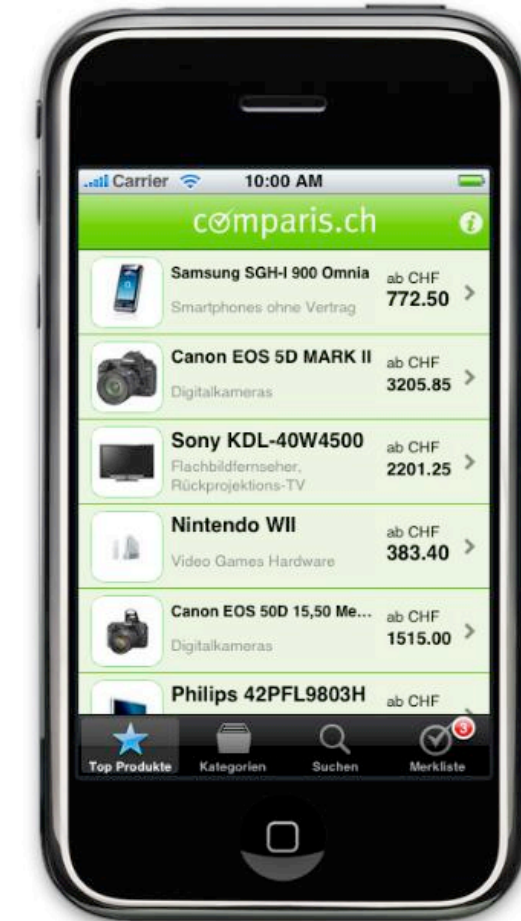 Carrier 10:00 AM
comparis.ch
Samsung SGH-I 900 Omnia
Smartphones ohne Vertrag
ab CHF
772.50
Canon EOS 5D MARK II
Digitalkameras
ab CHF
3205.85
Sony KDL-40W4500
Flachbildfernseher,
Rückprojektions-TV
ab CHF
2201.25
Nintendo WII
Video Games Hardware
ab CHF
383.40
Canon EOS 50D 15,50 Me...
Digitalkameras
ab CHF
1515.00
Philips 42PFL9803H
ab CHF
3
Top Produkte Kategorien Suchen Merkliste